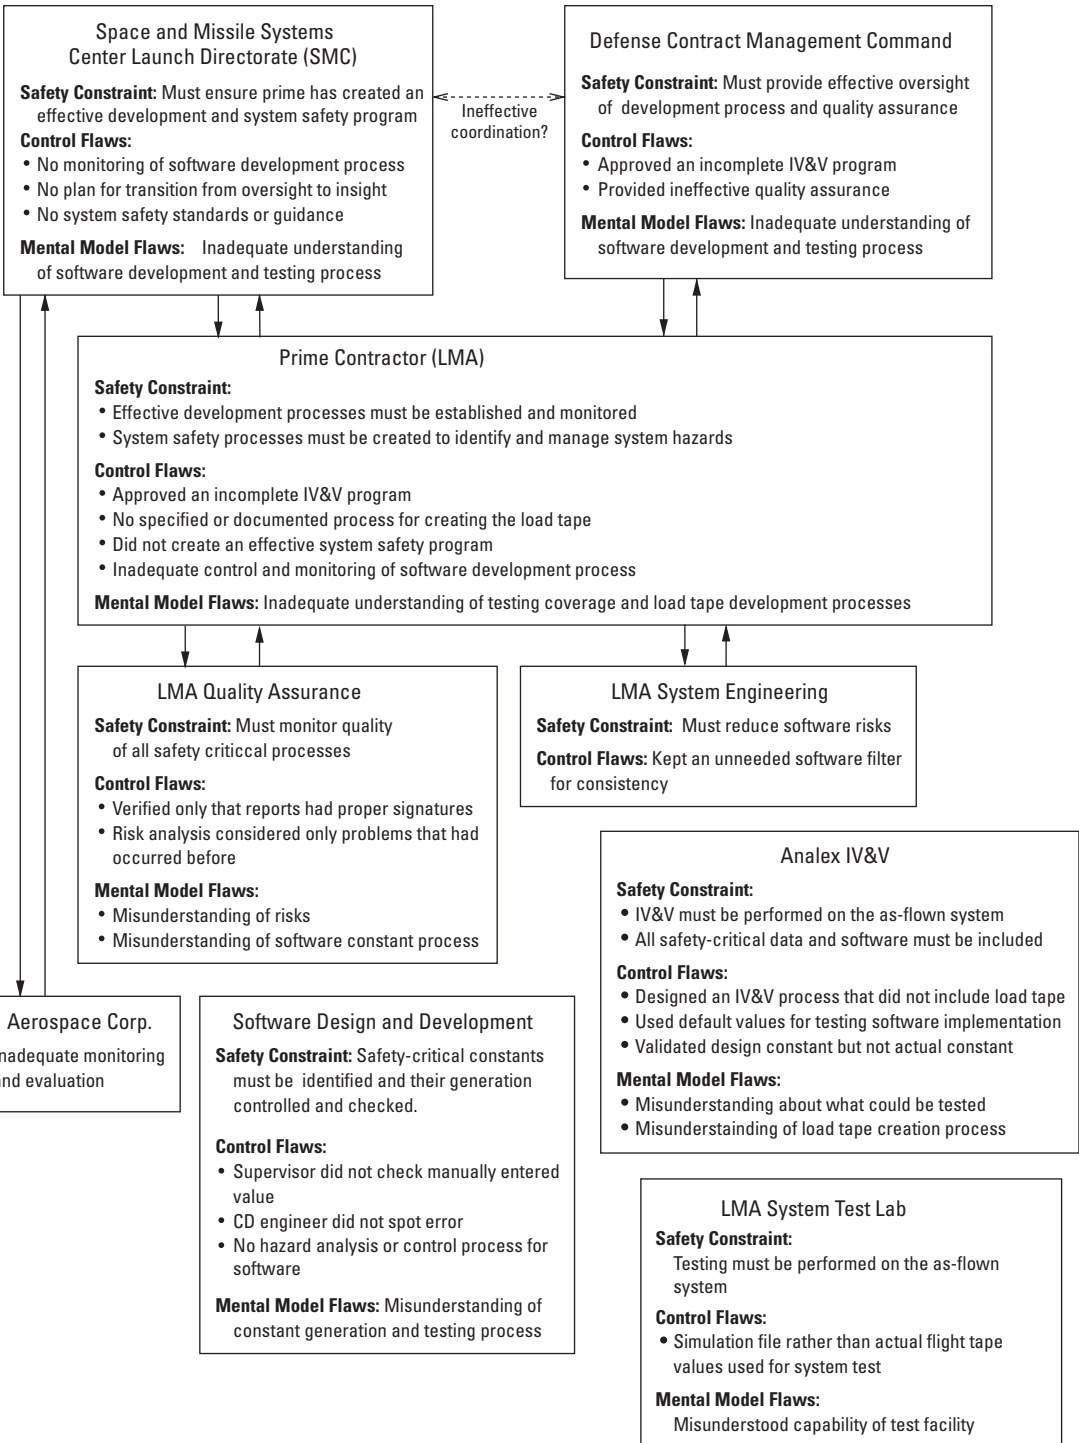 Space and Missile Systems
Center Launch Directorate (SMC)
Safety Constraint: Must ensure prime has created an
effective development and system safety program
Control Flaws:
• No monitoring of software development process
• No plan for transition from oversight to insight
• No system safety standards or guidance
Mental Model Flaws: Inadequate understanding
of software development and testing process
Ineffective
coordination?
Defense Contract Management Command
Safety Constraint: Must provide effective oversight
of development process and quality assurance
Control Flaws:
• Approved an incomplete IV&V program
• Provided ineffective quality assurance
Mental Model Flaws: Inadequate understanding of
software development and testing process
Prime Contractor (LMA)
Safety Constraint:
• Effective development processes must be established and monitored
• System safety processes must be created to identify and manage system hazards
Control Flaws:
• Approved an incomplete IV&V program
• No specified or documented process for creating the load tape
• Did not create an effective system safety program
• Inadequate control and monitoring of software development process
Mental Model Flaws: Inadequate understanding of testing coverage and load tape development processes
LMA Quality Assurance
Safety Constraint: Must monitor quality
of all safety criticcal processes
Control Flaws:
• Verified only that reports had proper signatures
• Risk analysis considered only problems that had
occurred before
Mental Model Flaws:
• Misunderstanding of risks
• Misunderstanding of software constant process
LMA System Engineering
Safety Constraint: Must reduce software risks
Control Flaws: Kept an unneeded software filter
for consistency
Analex IV&V
Safety Constraint:
• IV&V must be performed on the as-flown system
• All safety-critical data and software must be included
Control Flaws:
• Designed an IV&V process that did not include load tape
• Used default values for testing software implementation
• Validated design constant but not actual constant
Mental Model Flaws:
• Misunderstanding about what could be tested
• Misunderstainding of load tape creation process
Aerospace Corp.
nadequate monitoring
nd evaluation
Software Design and Development
Safety Constraint: Safety-critical constants
must be identified and their generation
controlled and checked.
Control Flaws:
• Supervisor did not check manually entered
value
• CD engineer did not spot error
• No hazard analysis or control process for
software
Mental Model Flaws: Misunderstanding of
constant generation and testing process
LMA System Test Lab
Safety Constraint:
Testing must be performed on the as-flown
system
Control Flaws:
• Simulation file rather than actual flight tape
values used for system test
Mental Model Flaws:
Misunderstood capability of test facility